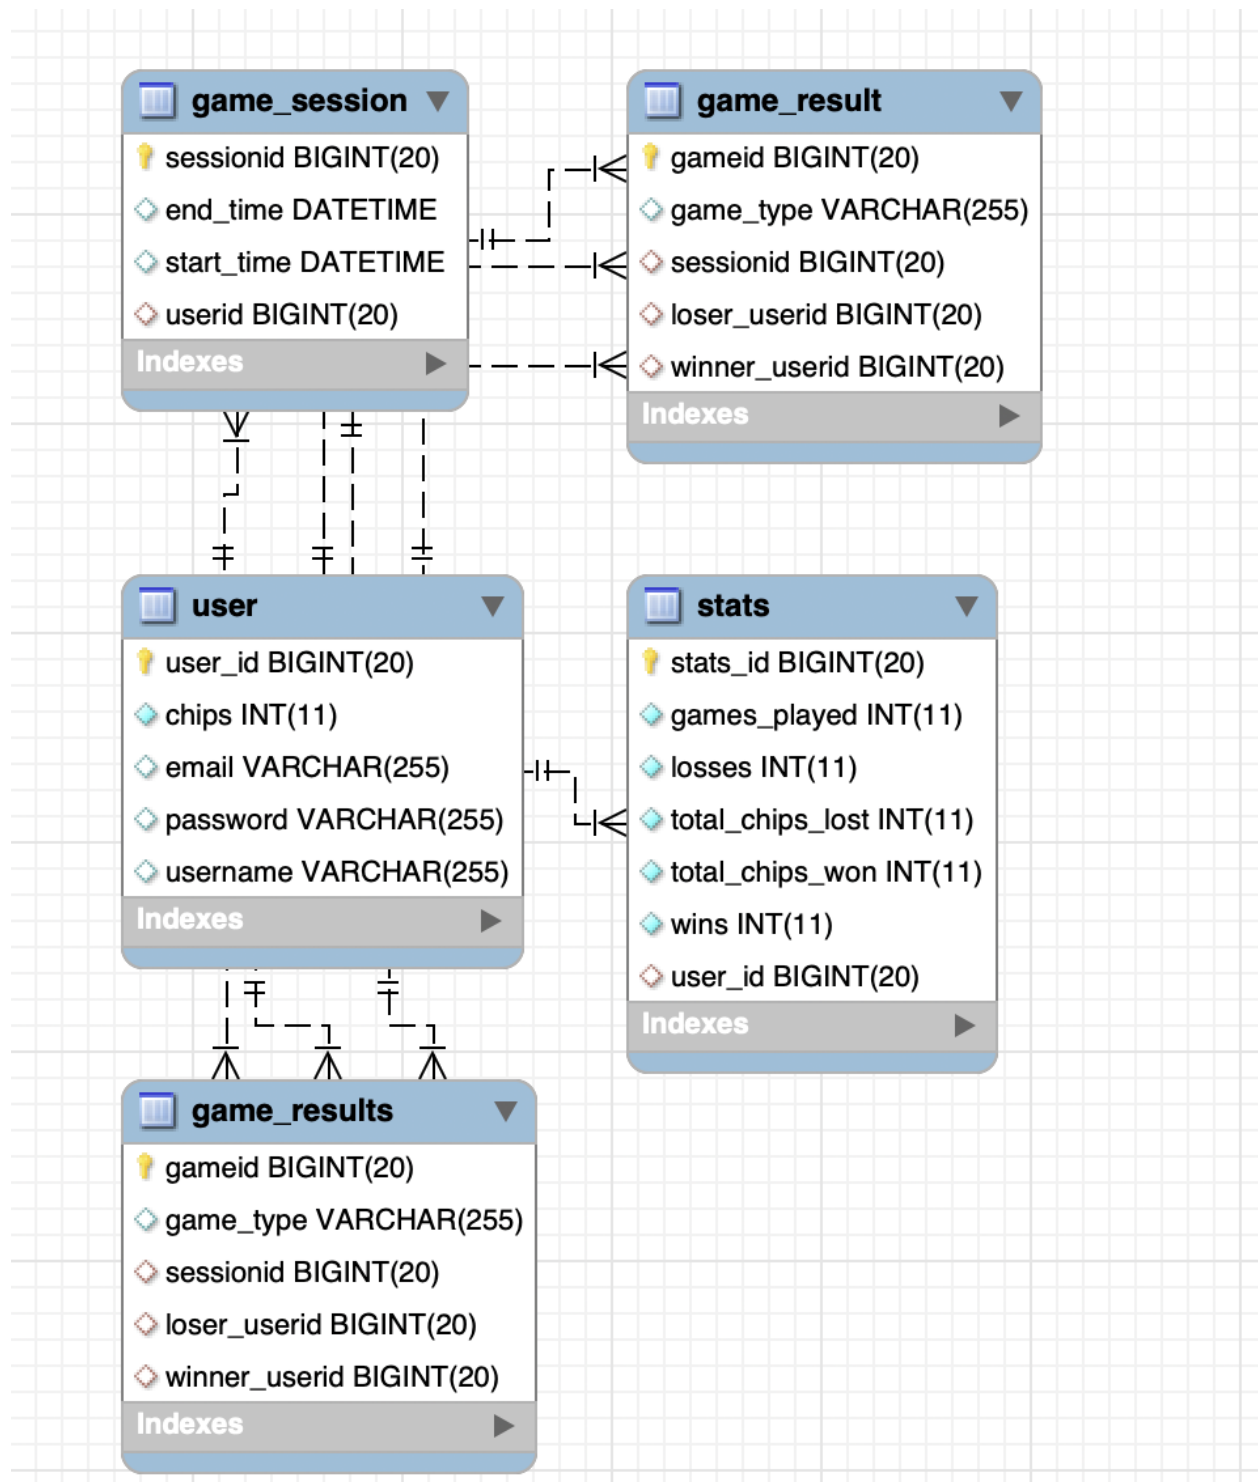 game_session
sessionid BIGINT(20)
end_time DATETIME
start_time DATETIME
userid BIGINT(20)
Indexes
game_result
gameid BIGINT(20)
game_type VARCHAR(255)
sessionid BIGINT(20)
loser_userid BIGINT(20)
winner_userid BIGINT(20)
Indexes
user
user_id BIGINT(20)
chips INT(11)
email VARCHAR(255)
password VARCHAR(255)
username VARCHAR(255)
Indexes
stats
stats_id BIGINT(20)
games_played INT(11)
losses INT(11)
total_chips_lost INT(11)
total_chips_won INT(11)
wins INT(11)
user_id BIGINT(20)
Indexes
game_results
gameid BIGINT(20)
game_type VARCHAR(255)
sessionid BIGINT(20)
loser_userid BIGINT(20)
winner_userid BIGINT(20)
Indexes